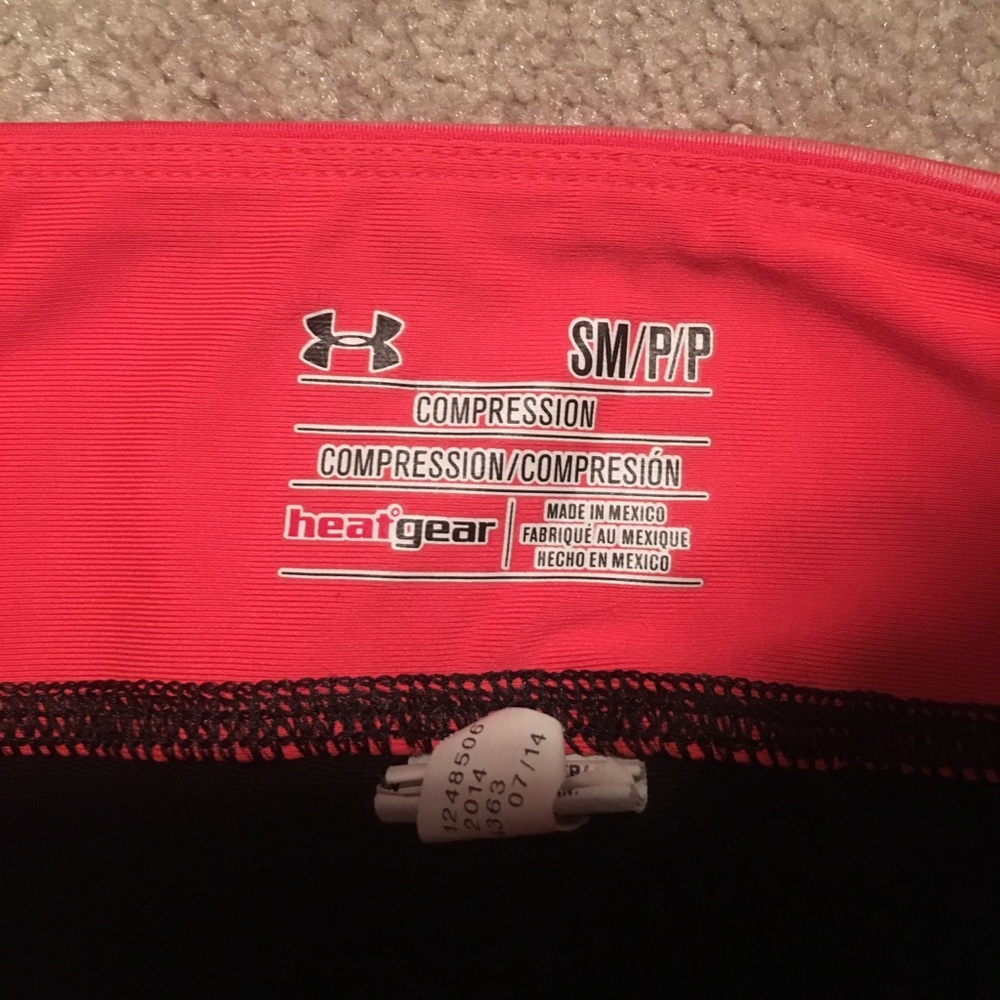 SM/P/P
COMPRESSION
COMPRESSION/COMPRESIÓN
heatgear
MADE IN MEXICO
FABRIQUÉ AU MEXIQUE
HECHO EN MEXICO
1248506
2014
363
07/14